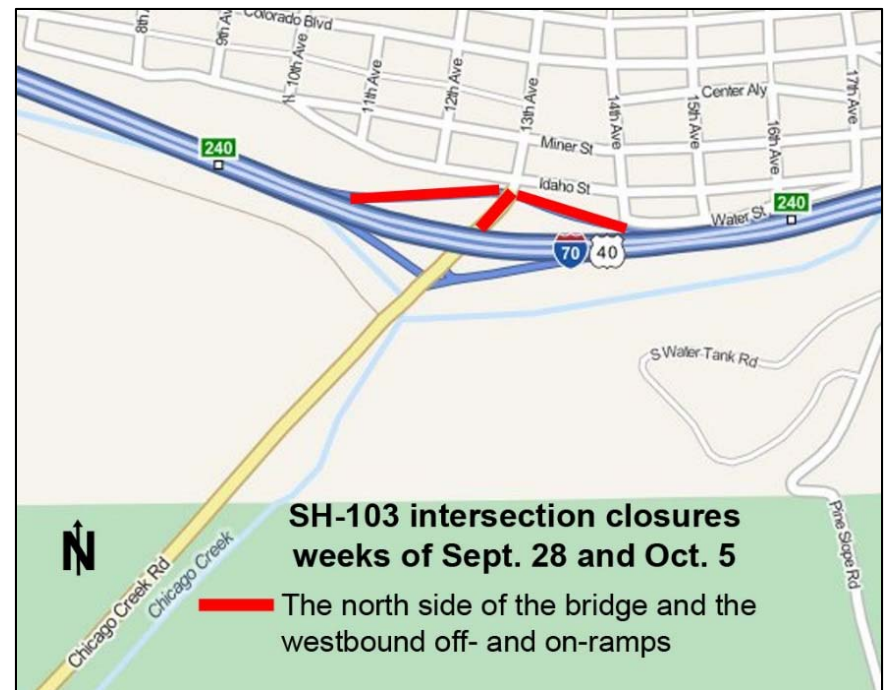 Colorado Blvd
8th Ave
9th Ave
N 10th Ave
11th Ave
12th Ave
13th Ave
14th Ave
15th Ave
16th Ave
17th Ave
Center Aly
Miner St
Idaho St
Water St
240
240
70
40
S Water Tank Rd
Pine Slope Rd
SH-103 intersection closures
weeks of Sept. 28 and Oct. 5
N
Chicago Creek Rd
Chicago Creek
The north side of the bridge and the
westbound off- and on-ramps